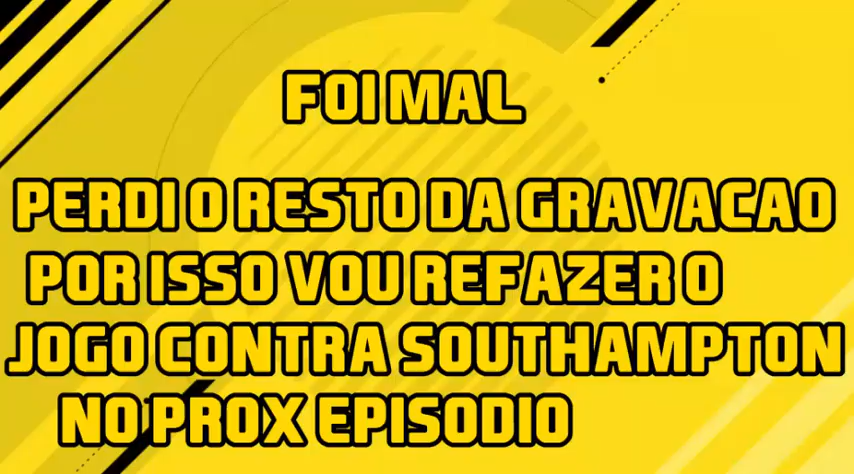 FOI MAL
PERDI O RESTO DA GRAVACAO
POR ISSO VOU REFAZER O
JOGO CONTRA SOUTHAMPTON
NO PROX EPISODIO